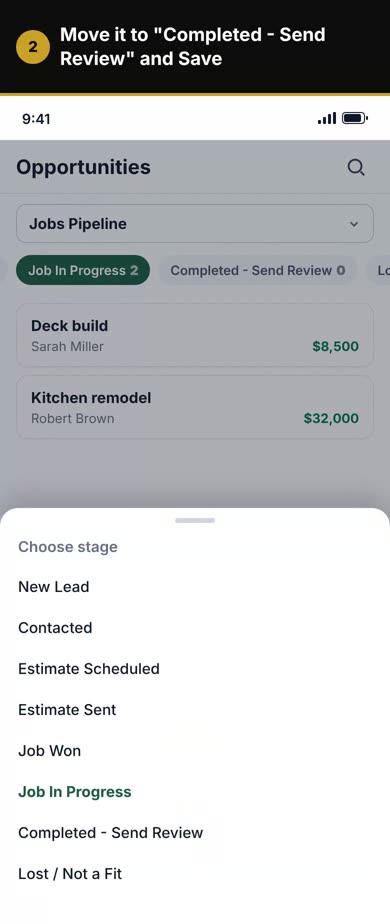 2
Move it to "Completed - Send
Review" and Save
9:41
Opportunities
Jobs Pipeline
Job In Progress 2
Completed - Send Review 0
Lo
Deck build
Sarah Miller
$8,500
Kitchen remodel
Robert Brown
$32,000
Choose stage
New Lead
Contacted
Estimate Scheduled
Estimate Sent
Job Won
Job In Progress
Completed - Send Review
Lost / Not a Fit